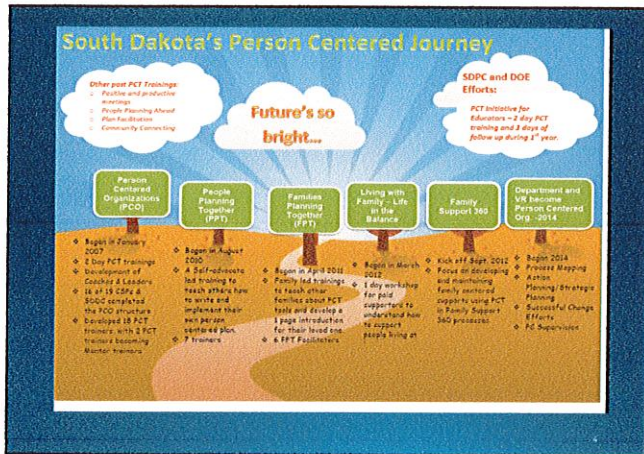 South Dakota's Person Centered Journey
Other past PCT Trainings:
o Positive and productive
meetings
o People Planning Ahead
o Plan Facilitation
o Community Connecting
Future's so
bright...
SDPC and DOE
Efforts:
PCT Initiative for
Educators – 2 day PCT
training and 3 days of
follow up during 1st year.
Person
Centered
Organizations
(PCO)
❖ Began in January
2007
❖ 2 Day PCT trainings
❖ Development of
Coaches & Leaders
❖ 16 of 19 CSPs &
SDDC completed
the PCO structure
❖ Developed 18 PCT
trainers, with 2 PCT
trainers becoming
Mentor trainers
People
Planning
Together
(PPT)
❖ Began in August
2010
❖ A Self-advocate
led training to
teach others how
to write and
implement their
own person
centered plan.
❖ 7 trainers
Families
Planning
Together
(FPT)
❖ Began in April 2011
❖ Family led trainings
to teach other
families about PCT
tools and develop a
1 page introduction
for their loved one.
❖ 6 FPT Facilitators
Living with
Family – Life
in the
Balance
❖ Began in March
2012
❖ 1 day workshop
for paid
supporters to
understand how
to support
people living at
Family
Support 360
❖ Kick off Sept. 2012
❖ Focus on developing
and maintaining
family centered
supports using PCT
in Family Support
360 processes.
Department and
VR become
Person Centered
Org. -2014
❖ Began 2014
❖ Process Mapping
❖ Action
Planning/Strategic
Planning
❖ Successful Change
Efforts
❖ PC Supervision